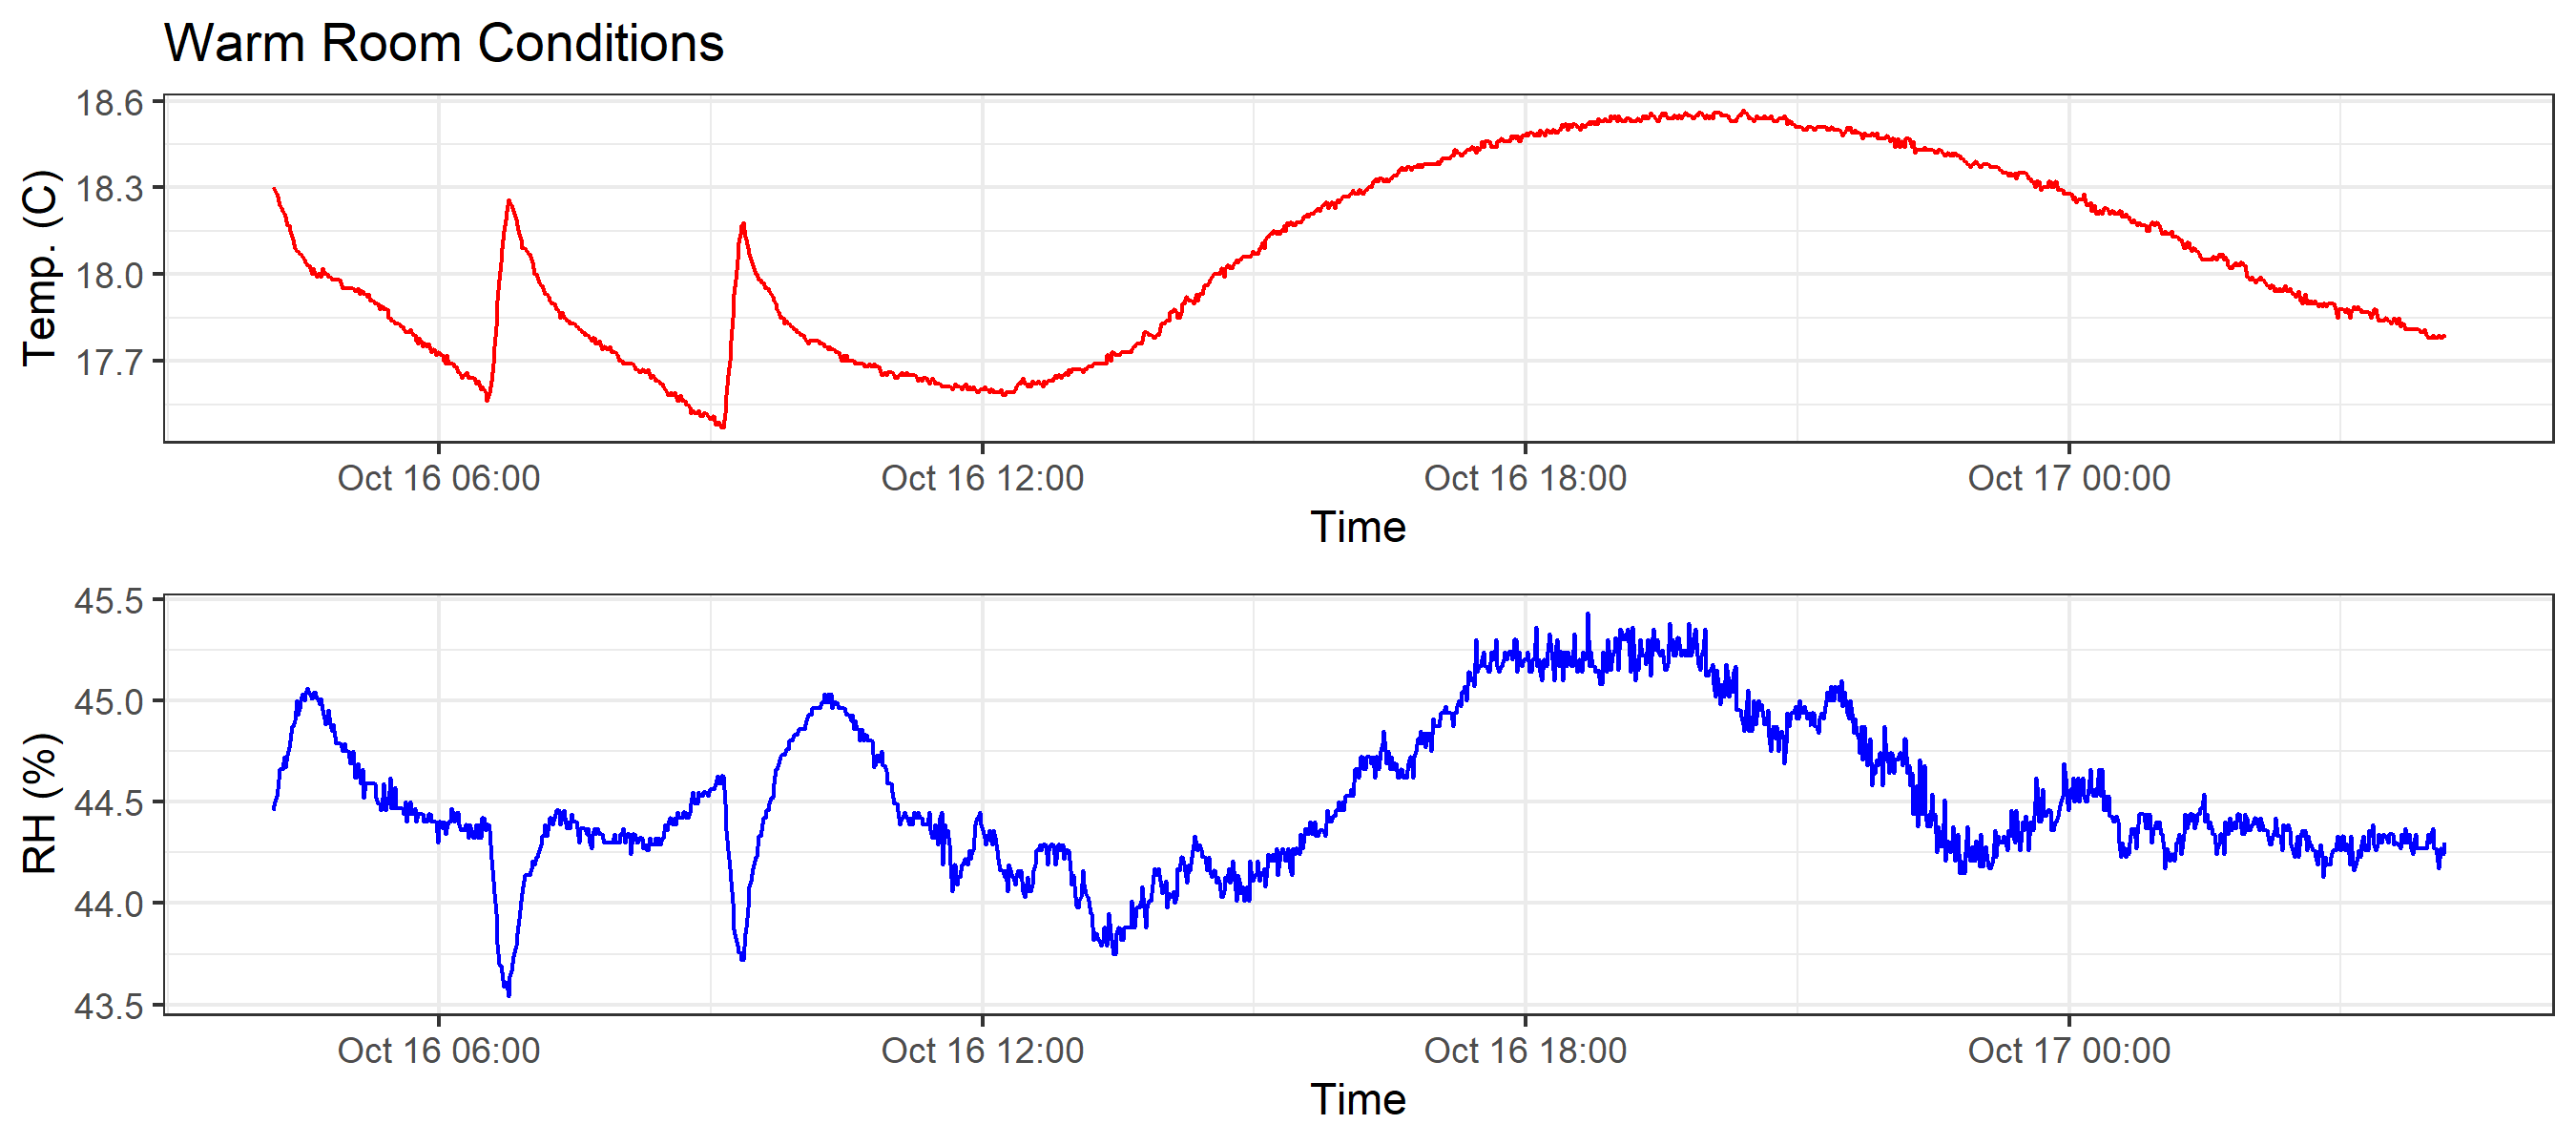 Warm Room Conditions
18.6
18.3
18.0
17.7
Temp. (C)
Oct 16 06:00 Oct 16 12:00 Oct 16 18:00 Oct 17 00:00
Time
45.5
45.0
44.5
44.0
43.5
RH (%)
Oct 16 06:00 Oct 16 12:00 Oct 16 18:00 Oct 17 00:00
Time